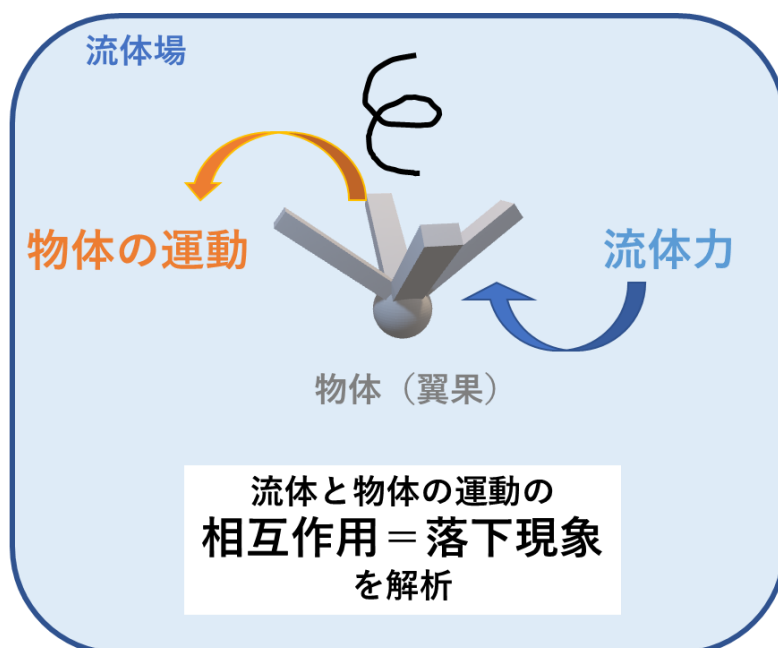 流体場
物体の運動
流体力
物体（翼果）
流体と物体の運動の
相互作用＝落下現象
を解析